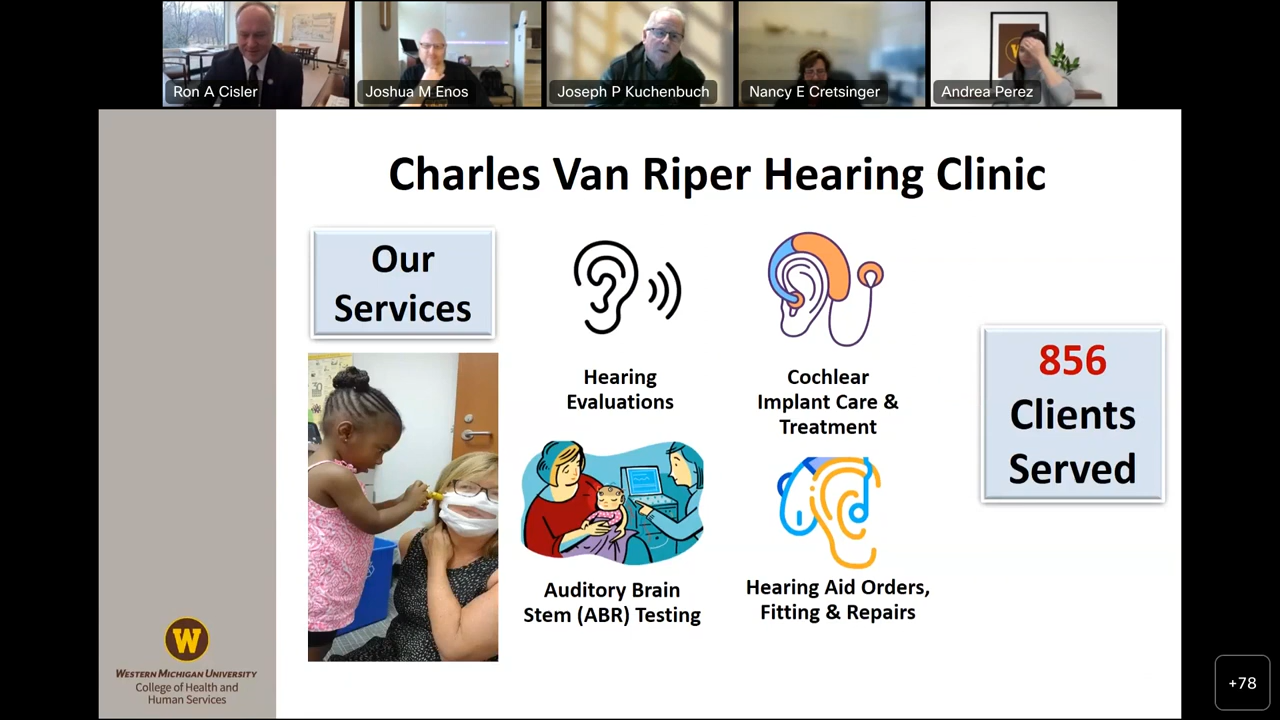 Ron A Cisler
Joshua M Enos
Joseph P Kuchenbuch
Nancy E Cretsinger
Andrea Perez
Charles Van Riper Hearing Clinic
Our
Services
Hearing
Evaluations
Cochlear
Implant Care &
Treatment
856
Clients
Served
Auditory Brain
Stem (ABR) Testing
Hearing Aid Orders,
Fitting & Repairs
30
W
W
WESTERN MICHIGAN UNIVERSITY
College of Health and
Human Services
+78